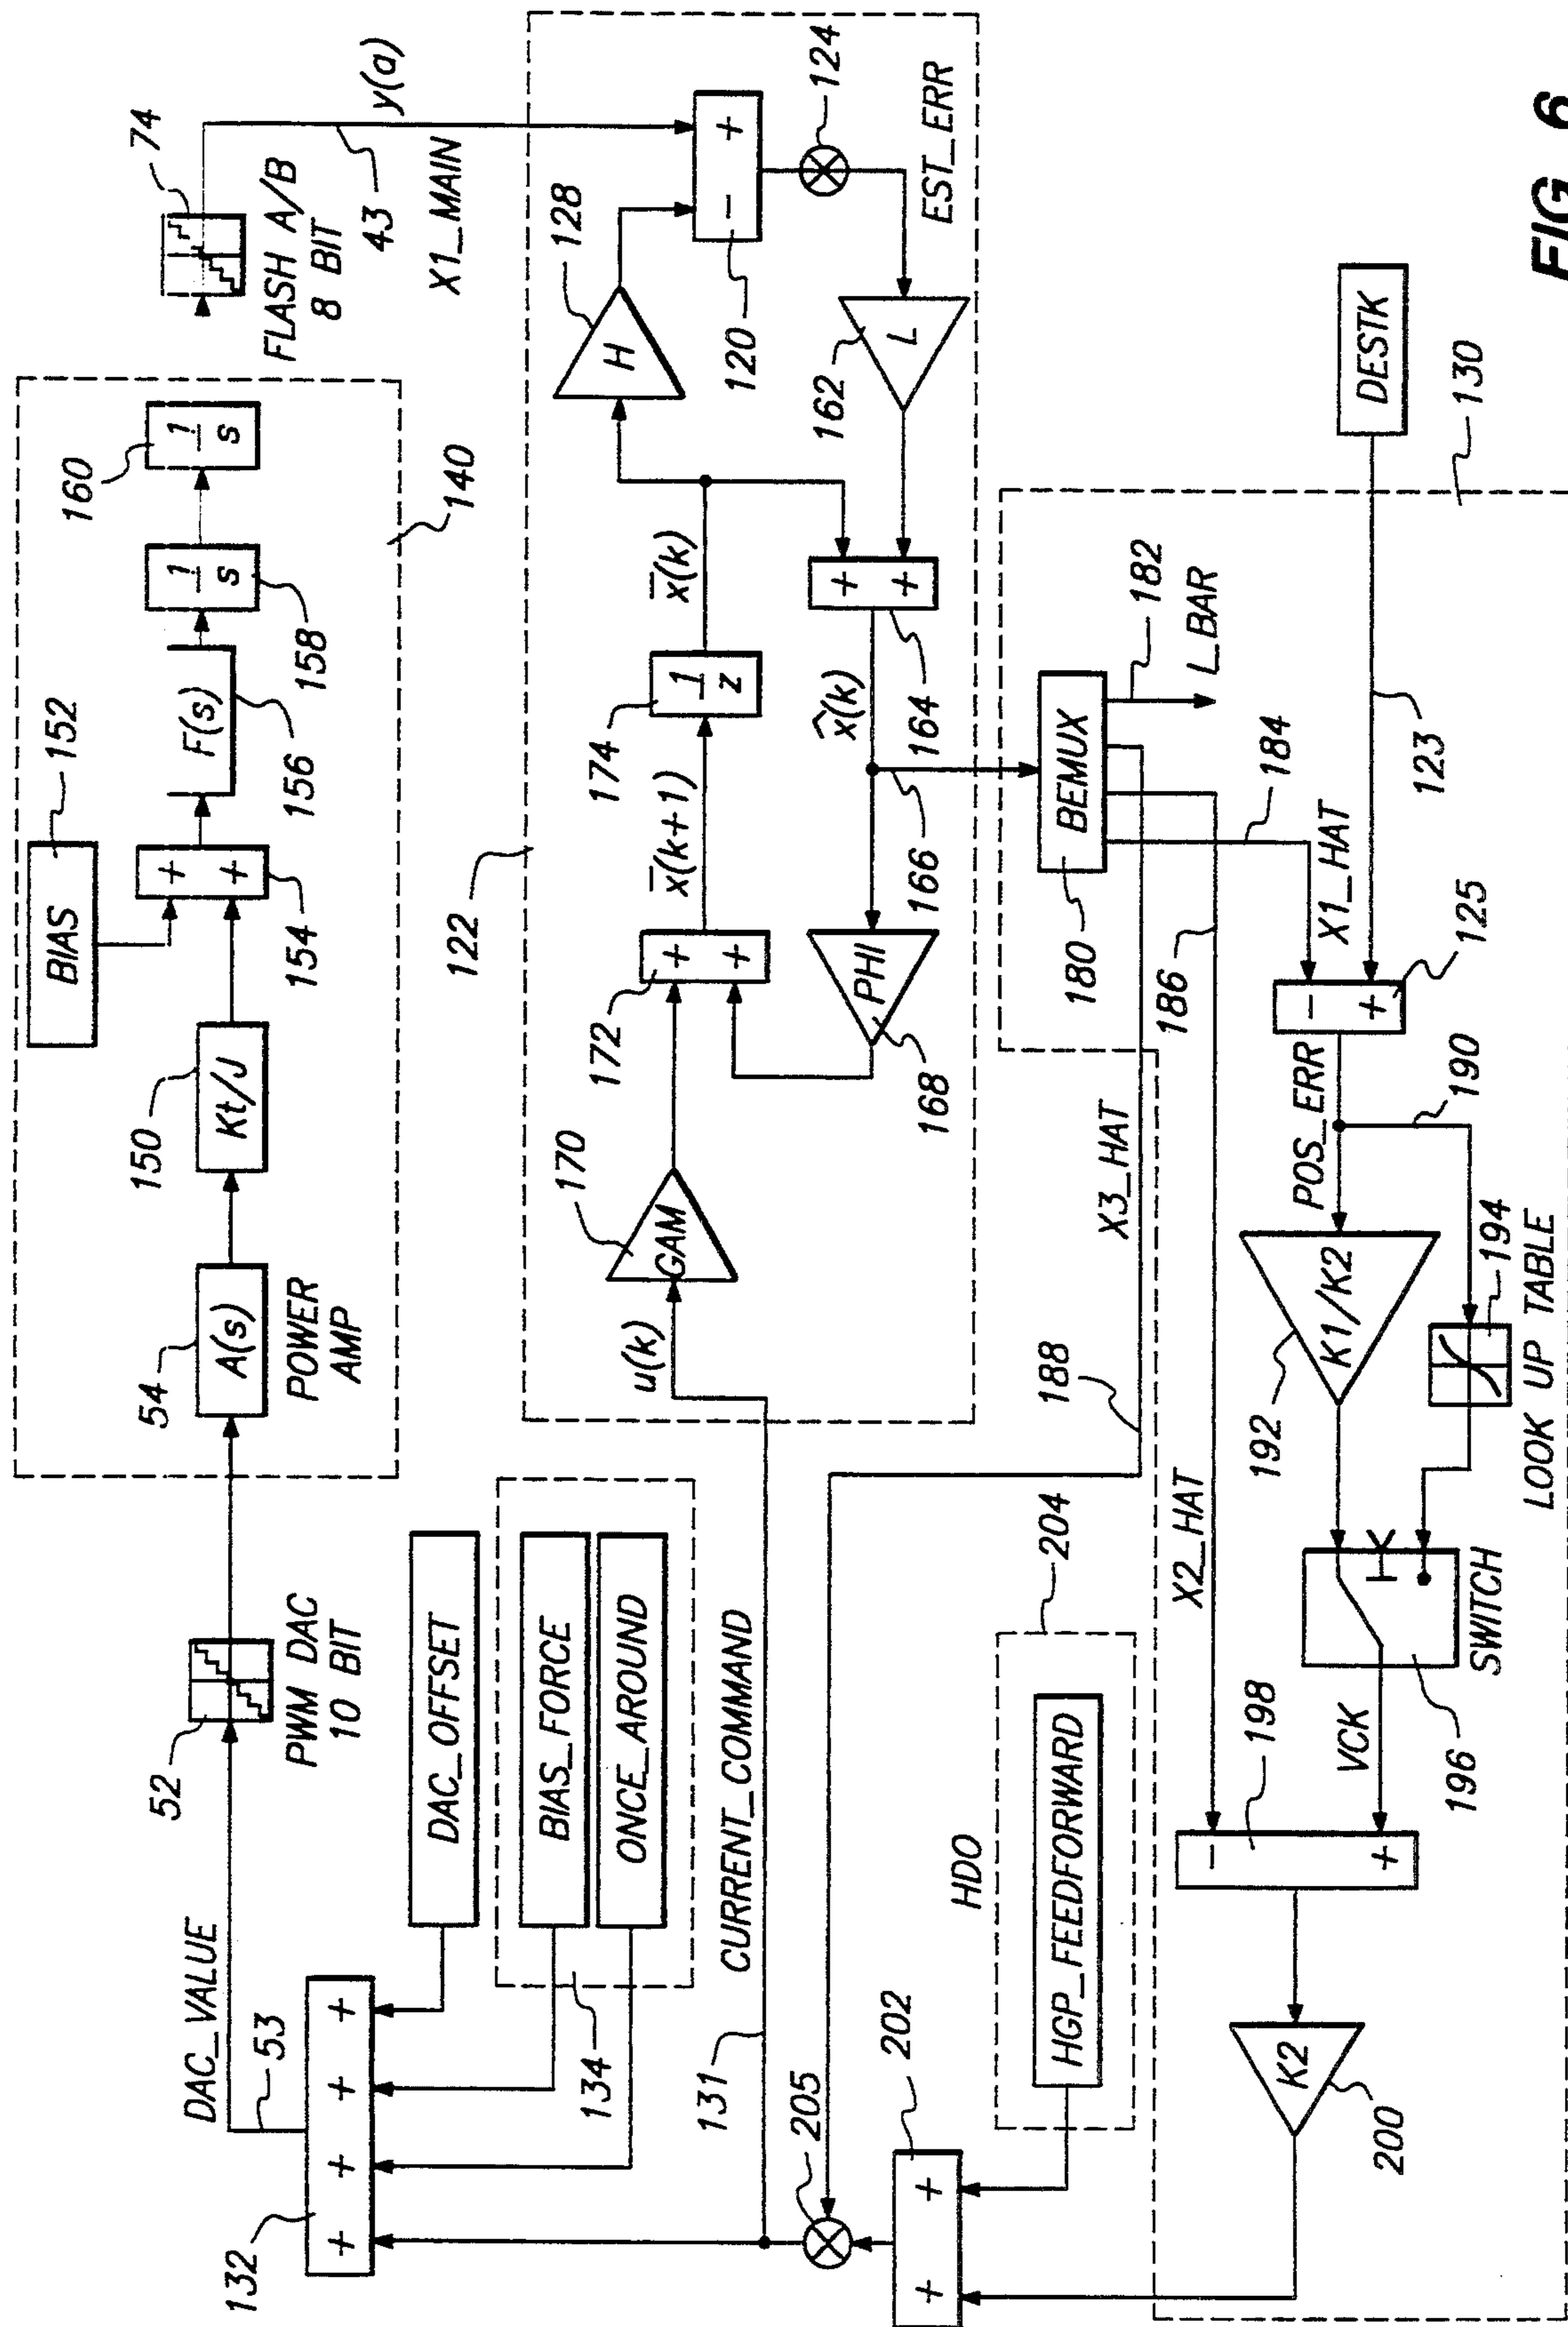 DAC_VALUE
53
132
+
+
+
+
52
PWM DAC
10 BIT
54
A(s)
POWER
AMP
150
Kt/J
BIAS
152
+
+
154
F(s)
156
1
s
158
1
s
160
140
74
FLASH A/B
8 BIT
43
X1_MAIN
y(a)
DAC_OFFSET
BIAS_FORCE
ONCE_AROUND
134
CURRENT_COMMAND
131
u(k)
122
GAM
170
172
+
+
x̄(k+1)
174
1
z
x̄(k)
H
128
-
+
120
124
EST_ERR
L
162
+
+
164
x̂(k)
166
PHI
168
205
202
+
+
HDO
HGP_FEEDFORWARD
204
188
X3_HAT
X2_HAT
186
BEMUX
180
182
L_BAR
184
X1_HAT
DESTK
123
130
-
+
125
POS_ERR
190
K1/K2
192
194
LOOK UP TABLE
SWITCH
196
VCK
198
-
+
K2
200
FIG_6